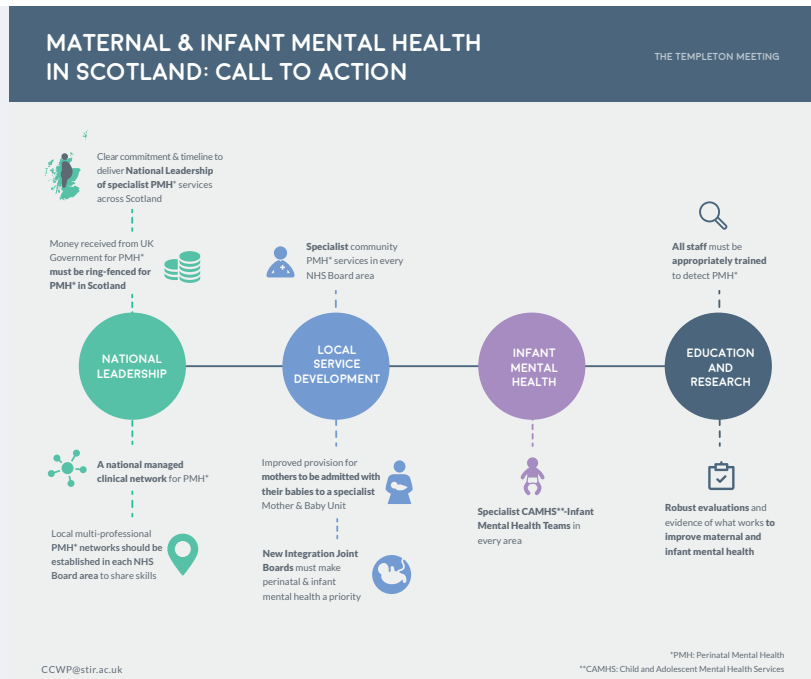 MATERNAL & INFANT MENTAL HEALTH
IN SCOTLAND: CALL TO ACTION
THE TEMPLETON MEETING
Clear commitment & timeline to
deliver National Leadership
of specialist PMH* services
across Scotland
Money received from UK
Government for PMH*
must be ring-fenced for
PMH* in Scotland
NATIONAL
LEADERSHIP
A national managed
clinical network for PMH*
Local multi-professional
PMH* networks should be
established in each NHS
Board area to share skills
Specialist community
PMH* services in every
NHS Board area
LOCAL
SERVICE
DEVELOPMENT
Improved provision for
mothers to be admitted with
their babies to a specialist
Mother & Baby Unit
New Integration Joint
Boards must make
perinatal & infant
mental health a priority
INFANT
MENTAL
HEALTH
Specialist CAMHS**-Infant
Mental Health Teams in
every area
All staff must be
appropriately trained
to detect PMH*
EDUCATION
AND
RESEARCH
Robust evaluations and
evidence of what works to
improve maternal and
infant mental health
CCWP@stir.ac.uk
*PMH: Perinatal Mental Health
**CAMHS: Child and Adolescent Mental Health Services